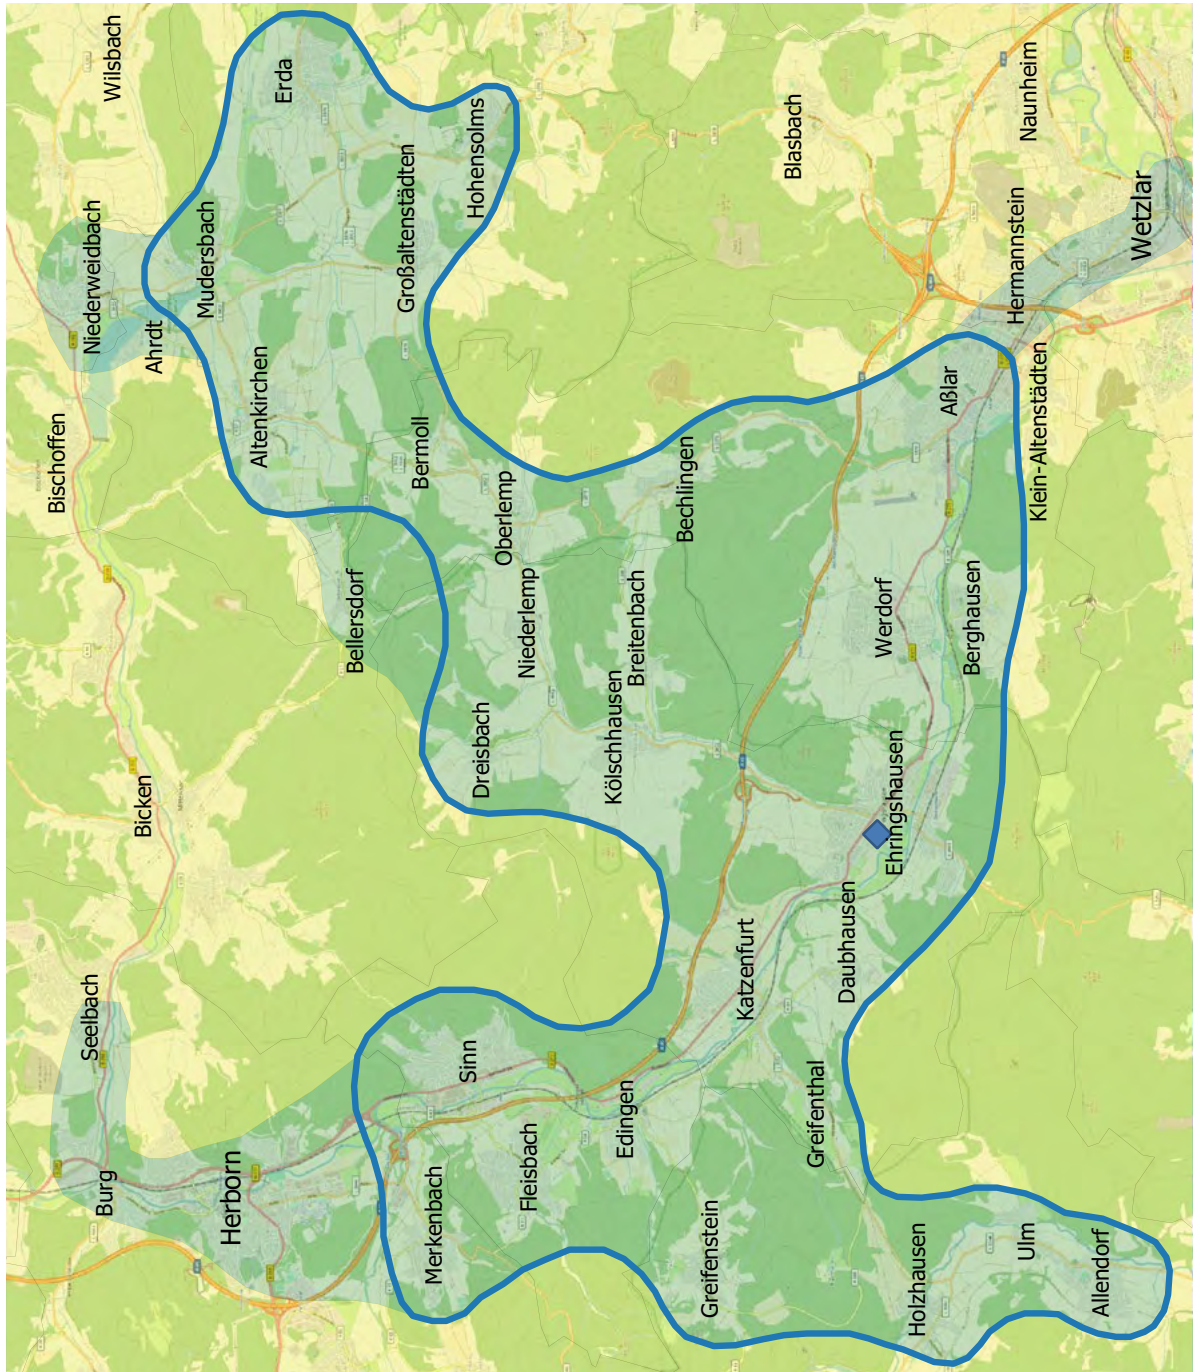 Bischoffen
Seelbach
Niederweidbach
Burg
Wilsbach
Bicken
Ahrdt
Mudersbach
Herborn
Altenkirchen
Erda
Bellersdorf
Großaltenstädten
Bermoll
Merkenbach
Sinn
Hohensolms
Dreisbach
Oberlemp
Niederlemp
Fleisbach
Kölschhausen
Edingen
Breitenbach
Bechlingen
Greifenstein
Katzenfurt
Blasbach
Greifenthal
Daubhausen
Werdorf
Ehringshausen
Holzhausen
Aßlar
Berghausen
Hermannstein
Ulm
Naunheim
Klein-Altenstädten
Allendorf
Wetzlar